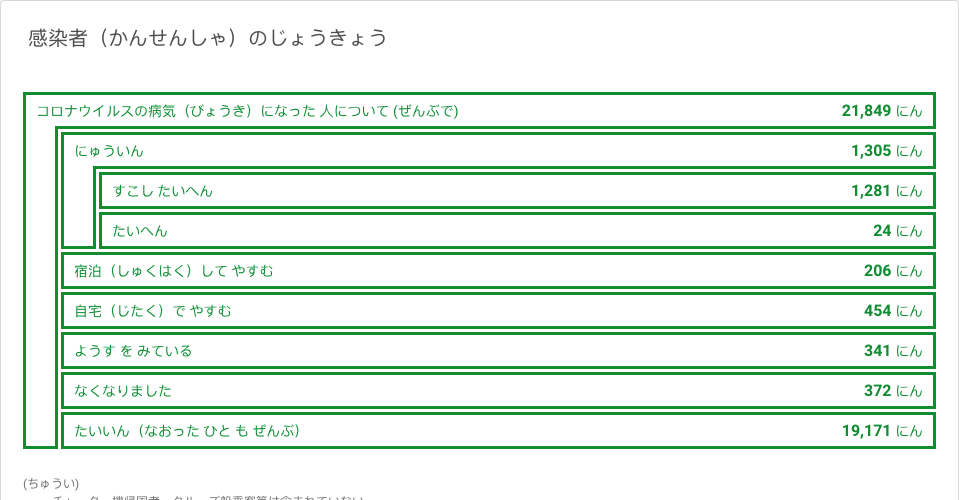 感染者（かんせんしゃ）のじょうきょう
コロナウイルスの病気（びょうき）になった 人について (ぜんぶで) 21,849 にん
にゅういん 1,305 にん
すこし たいへん 1,281 にん
たいへん 24 にん
宿泊（しゅくはく）して やすむ 206 にん
自宅（じたく）で やすむ 454 にん
ようす を みている 341 にん
なくなりました 372 にん
たいいん（なおった ひと も ぜんぶ） 19,171 にん
(ちゅうい)